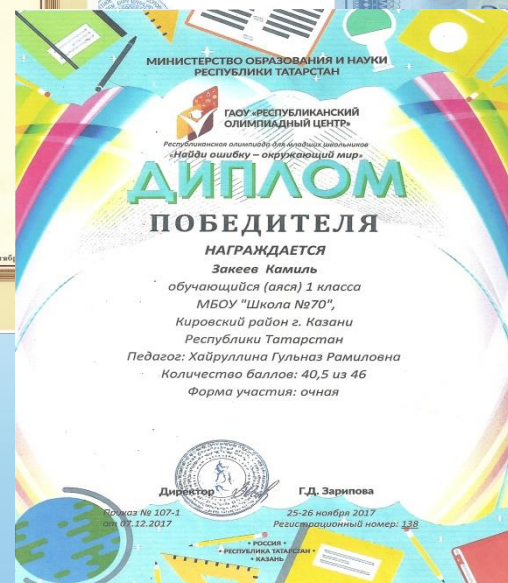 МИНИСТЕРСТВО ОБРАЗОВАНИЯ И НАУКИ
РЕСПУБЛИКИ ТАТАРСТАН
ГАОУ «РЕСПУБЛИКАНСКИЙ
ОЛИМПИАДНЫЙ ЦЕНТР»
Республиканская олимпиада для младших школьников
«Найди ошибку – окружающий мир»
ДИПЛОМ
ПОБЕДИТЕЛЯ
НАГРАЖДАЕТСЯ
Закеев Камиль
обучающийся (аяся) 1 класса
МБОУ "Школа №70",
Кировский район г. Казани
Республики Татарстан
Педагог: Хайруллина Гульназ Рамиловна
Количество баллов: 40,5 из 46
Форма участия: очная
Директор Г.Д. Зарипова
Приказ № 107-1
от 07.12.2017
25-26 ноября 2017
Регистрационный номер: 138
• РОССИЯ •
• РЕСПУБЛИКА ТАТАРСТАН •
• КАЗАНЬ •